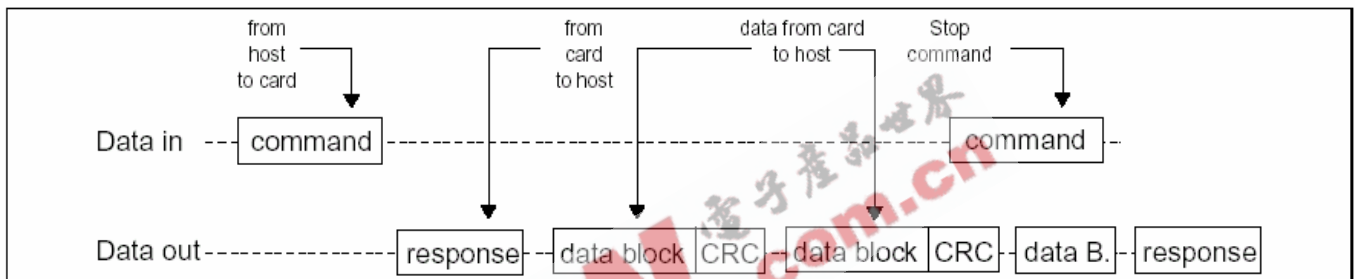 from host to card
from card to host
data from card to host
Stop command
Data in
command
command
Data out
response
data block
CRC
data block
CRC
data B.
response
電子產品世界
.com.cn